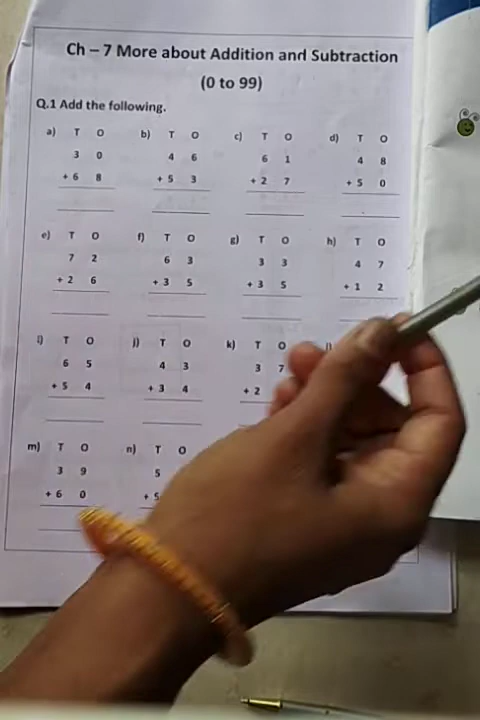 Ch – 7 More about Addition and Subtraction
(0 to 99)
Q.1 Add the following.
a) T O b) T O c) T O d) T O
3 0 4 6 6 1 4 8
+ 6 8 + 5 3 + 2 7 + 5 0
e) T O f) T O g) T O h) T O
7 2 6 3 3 3 4 7
+ 2 6 + 3 5 + 3 5 + 1 2
i) T O j) T O k) T O
6 5 4 3 3 7
+ 5 4 + 3 4 + 2
m) T O n) T O
3 9 5
+ 6 0 + 5